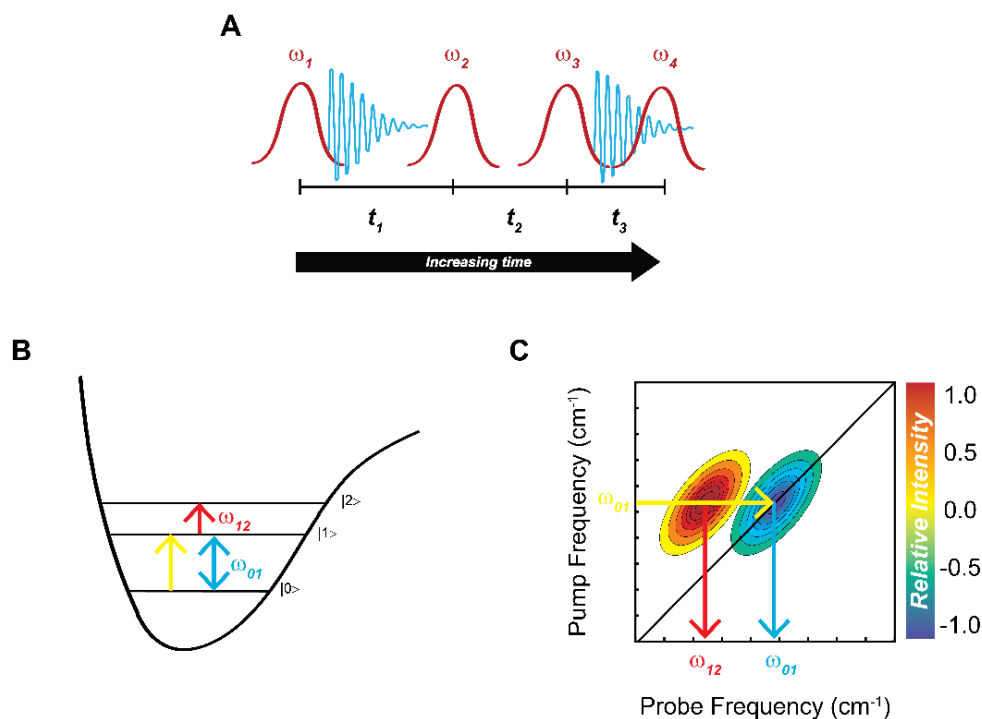 A
ω1 ω2 ω3 ω4
t1 t2 t3
Increasing time
B
|2>
ω12
|1>
ω01
|0>
C
Pump Frequency (cm-1)
ω01
ω12 ω01
Probe Frequency (cm-1)
Relative Intensity
1.0
0.5
0.0
-0.5
-1.0